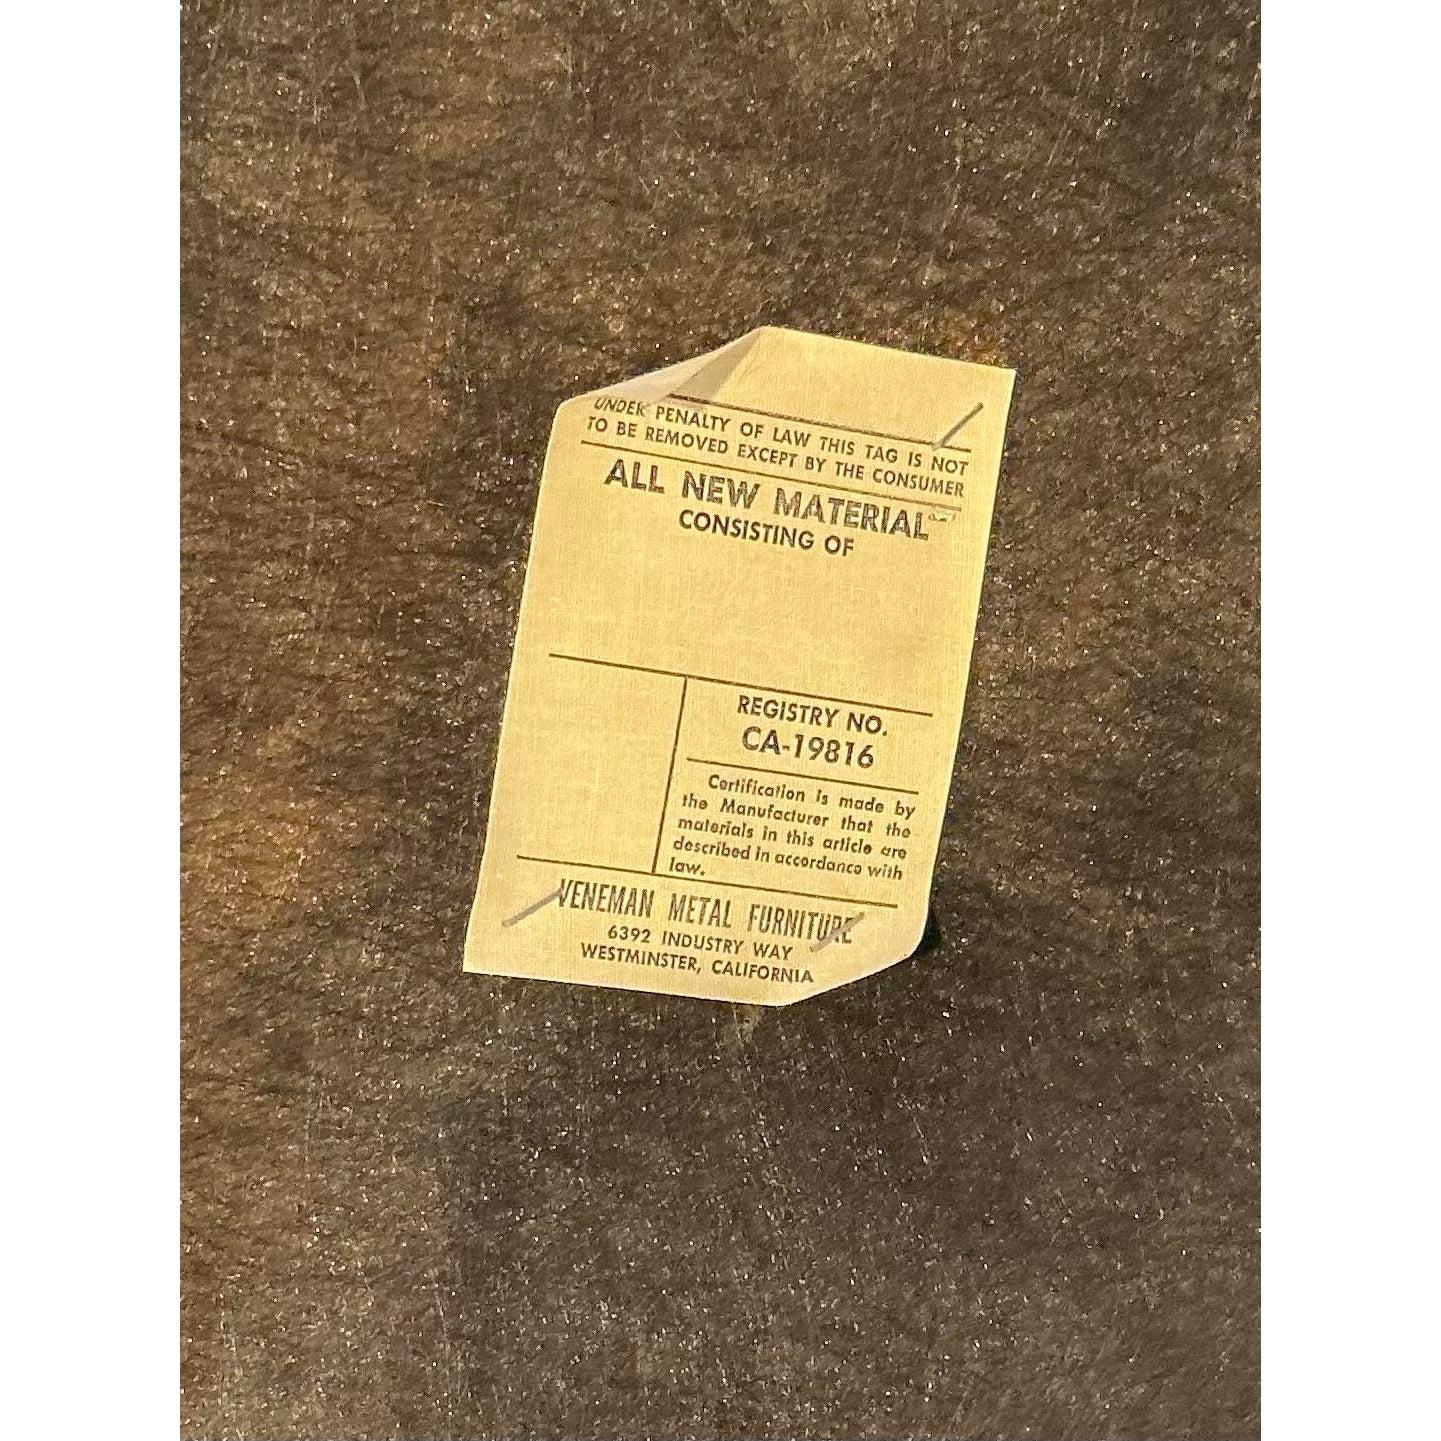 UNDER PENALTY OF LAW THIS TAG IS NOT
TO BE REMOVED EXCEPT BY THE CONSUMER
ALL NEW MATERIAL
CONSISTING OF
REGISTRY NO.
CA-19816
Certification is made by
the Manufacturer that the
materials in this article are
described in accordance with
law.
VENEMAN METAL FURNITURE
6392 INDUSTRY WAY
WESTMINSTER, CALIFORNIA